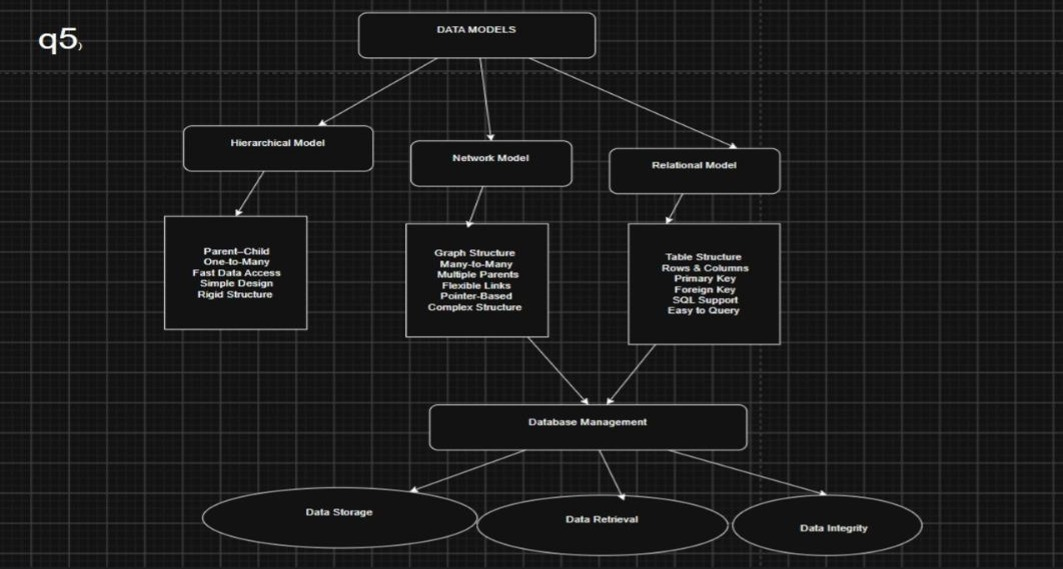 q5)
DATA MODELS
Hierarchical Model
Network Model
Relational Model
Parent–Child
One-to-Many
Fast Data Access
Simple Design
Rigid Structure
Graph Structure
Many-to-Many
Multiple Parents
Flexible Links
Pointer-Based
Complex Structure
Table Structure
Rows & Columns
Primary Key
Foreign Key
SQL Support
Easy to Query
Database Management
Data Storage
Data Retrieval
Data Integrity